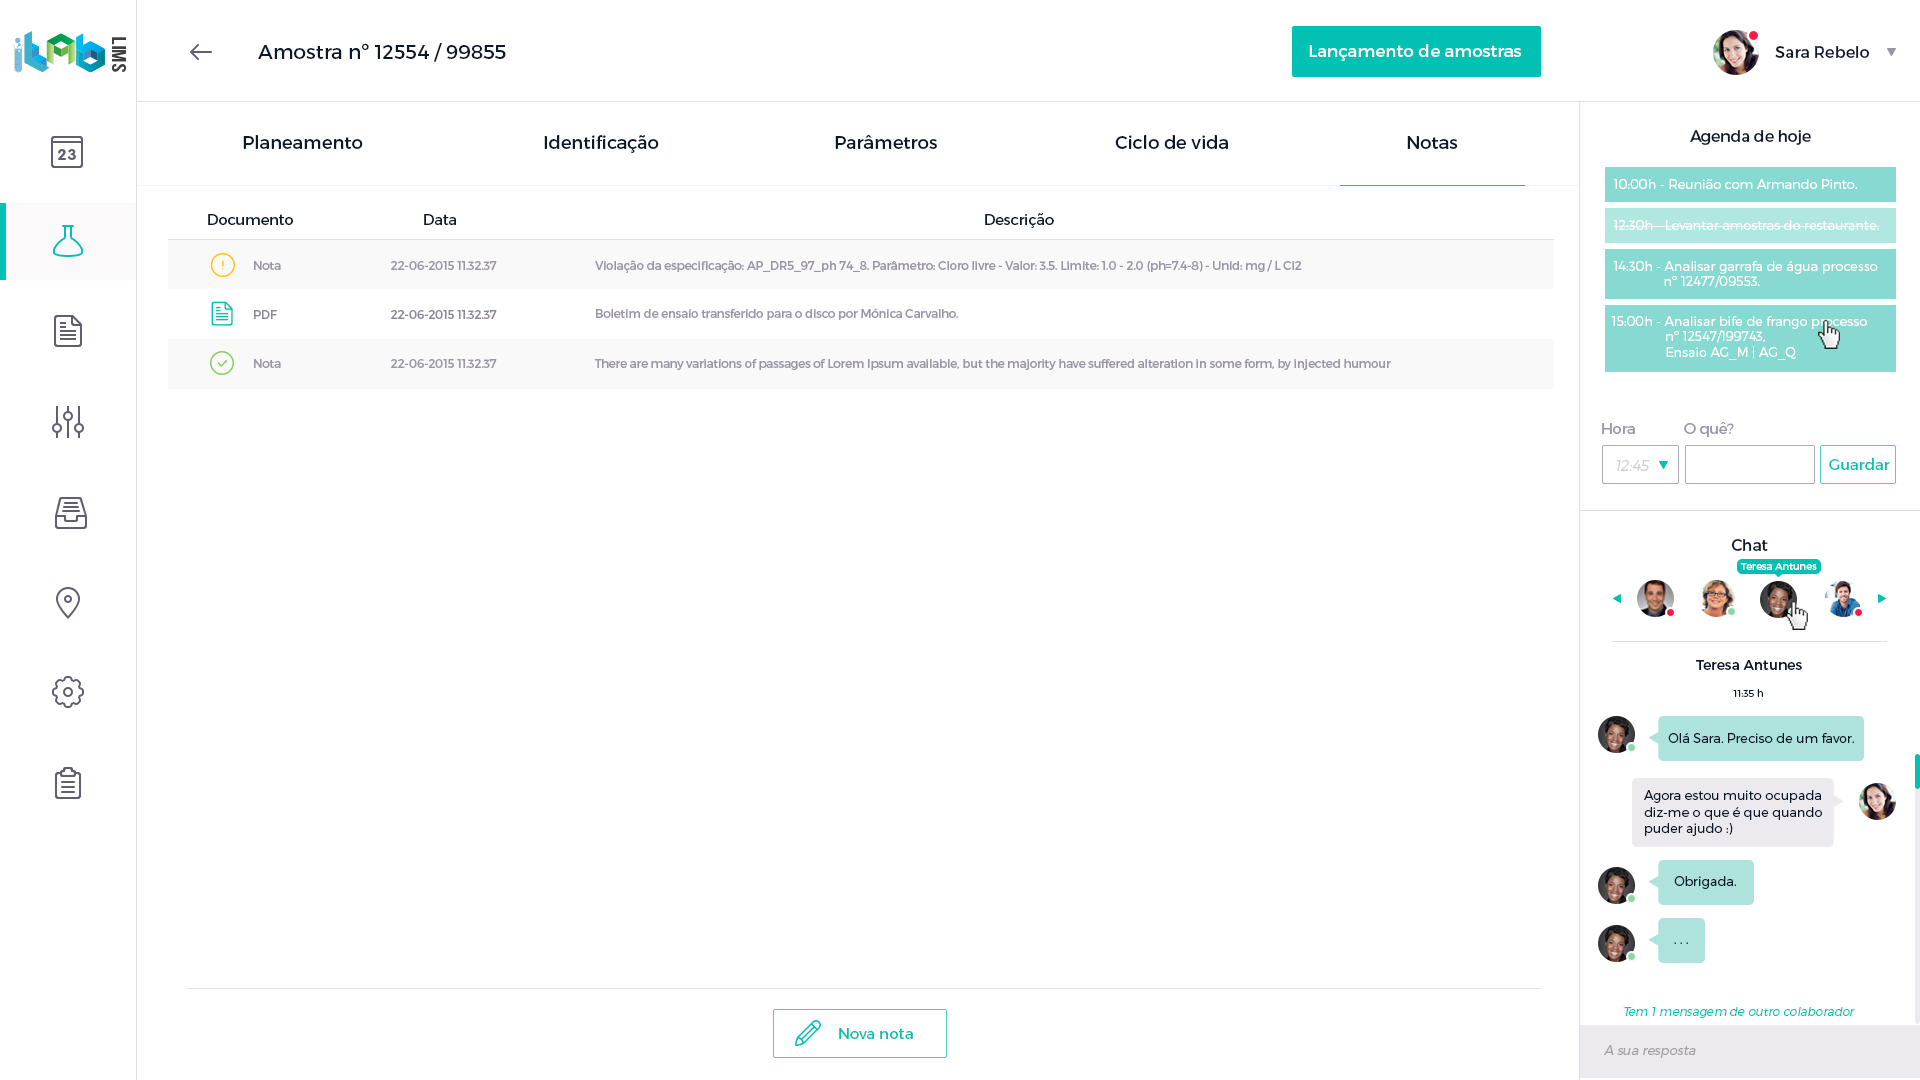 iLAb LIMS
Amostra nº 12554 / 99855
Lançamento de amostras
Sara Rebelo
23
Planeamento
Identificação
Parâmetros
Ciclo de vida
Notas
Documento
Data
Descrição
Nota
22-06-2015 11.32.37
Violação da especificação: AP_DR5_97_ph 74_8. Parâmetro: Cloro livre - Valor: 3.5. Limite: 1.0 - 2.0 (ph=7.4-8) - Unid: mg / L Cl2
PDF
22-06-2015 11.32.37
Boletim de ensaio transferido para o disco por Mónica Carvalho.
Nota
22-06-2015 11.32.37
There are many variations of passages of Lorem Ipsum available, but the majority have suffered alteration in some form, by injected humour
Nova nota
Agenda de hoje
10:00h - Reunião com Armando Pinto.
12:30h - Levantar amostras do restaurante.
14:30h - Analisar garrafa de água processo
nº 12477/09553.
15:00h - Analisar bife de frango processo
nº 12547/199743,
Ensaio AG_M | AG_Q
Hora
O quê?
12:45
Guardar
Chat
Teresa Antunes
Teresa Antunes
11:35 h
Olá Sara. Preciso de um favor.
Agora estou muito ocupada
diz-me o que é que quando
puder ajudo :)
Obrigada.
. . .
Tem 1 mensagem de outro colaborador
A sua resposta